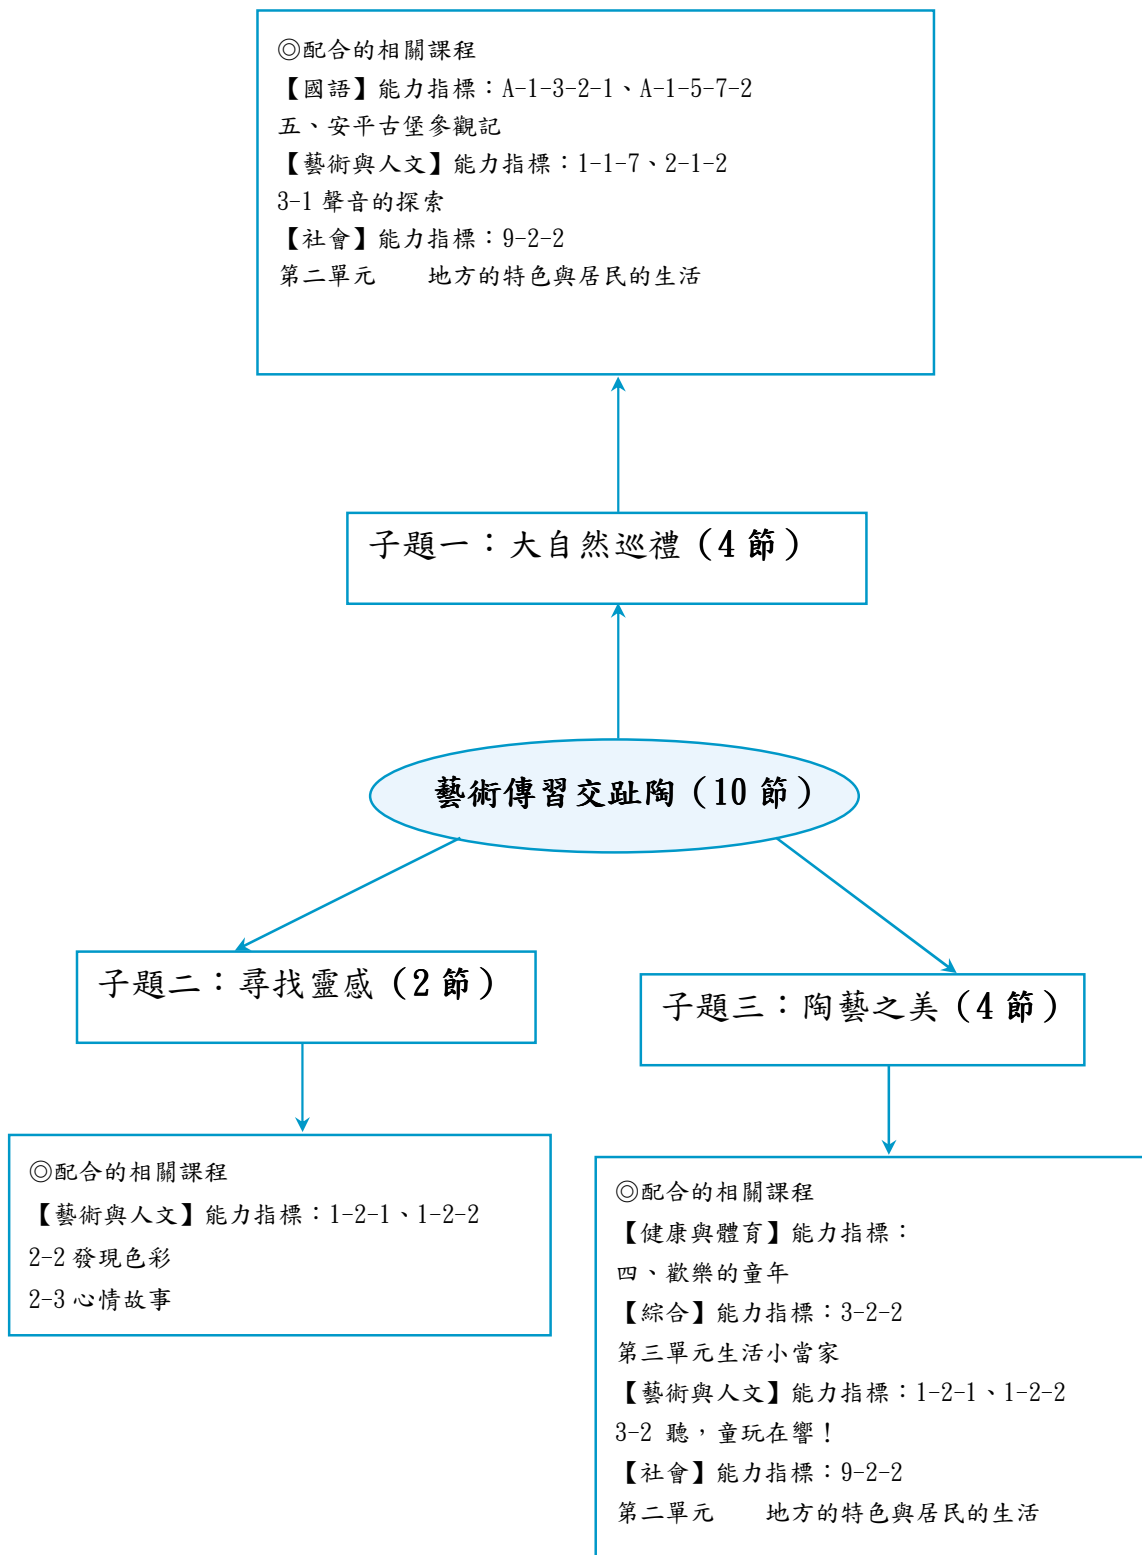 ◎配合的相關課程
【國語】能力指標：A-1-3-2-1、A-1-5-7-2
五、安平古堡參觀記
【藝術與人文】能力指標：1-1-7、2-1-2
3-1 聲音的探索
【社會】能力指標：9-2-2
第二單元　　地方的特色與居民的生活
子題一：大自然巡禮（4 節）
藝術傳習交趾陶（10 節）
子題二：尋找靈感（2 節）
子題三：陶藝之美（4 節）
◎配合的相關課程
【藝術與人文】能力指標：1-2-1、1-2-2
2-2 發現色彩
2-3 心情故事
◎配合的相關課程
【健康與體育】能力指標：
四、歡樂的童年
【綜合】能力指標：3-2-2
第三單元生活小當家
【藝術與人文】能力指標：1-2-1、1-2-2
3-2 聽，童玩在響！
【社會】能力指標：9-2-2
第二單元　　地方的特色與居民的生活